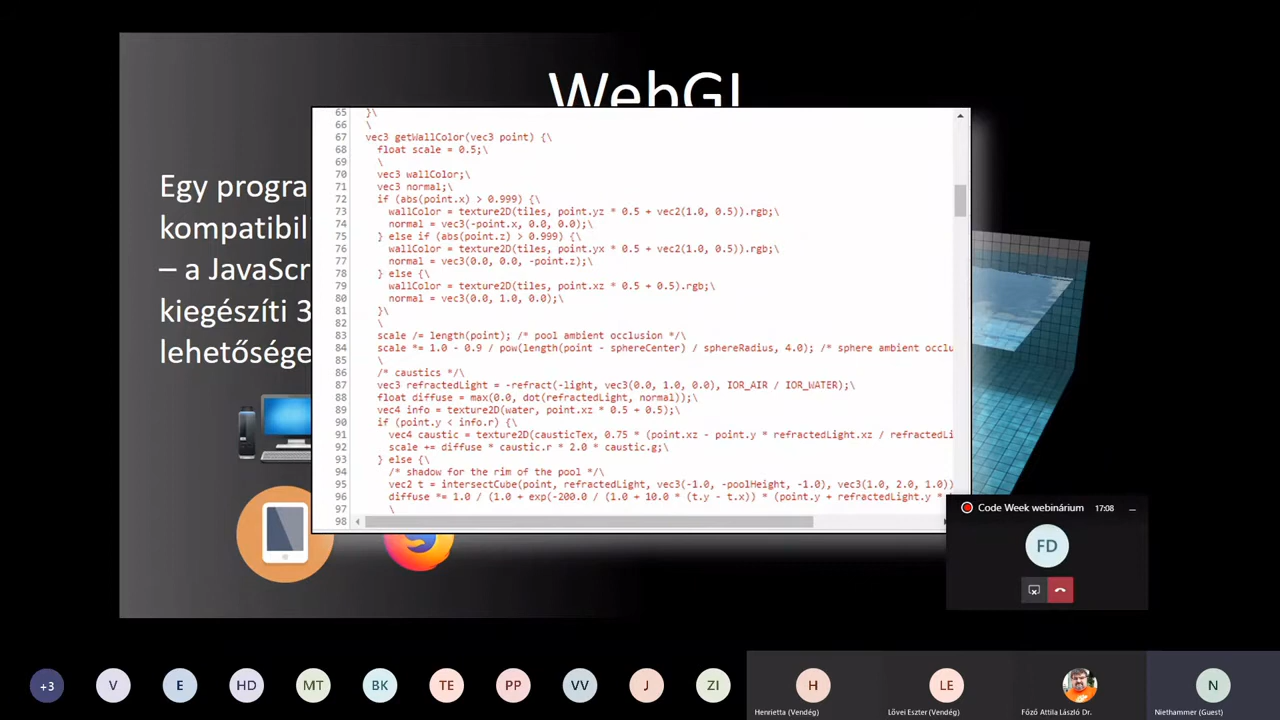 WebGL
Egy progra
kompatibil
– a JavaScr
kiegészíti 3
lehetősége
65 }\
66 \
67 vec3 getWallColor(vec3 point) {\
68 float scale = 0.5;\
69 \
70 vec3 wallColor;\
71 vec3 normal;\
72 if (abs(point.x) > 0.999) {\
73 wallColor = texture2D(tiles, point.yz * 0.5 + vec2(1.0, 0.5)).rgb;\
74 normal = vec3(-point.x, 0.0, 0.0);\
75 } else if (abs(point.z) > 0.999) {\
76 wallColor = texture2D(tiles, point.yx * 0.5 + vec2(1.0, 0.5)).rgb;\
77 normal = vec3(0.0, 0.0, -point.z);\
78 } else {\
79 wallColor = texture2D(tiles, point.xz * 0.5 + 0.5).rgb;\
80 normal = vec3(0.0, 1.0, 0.0);\
81 }\
82 \
83 scale /= length(point); /* pool ambient occlusion */\
84 scale *= 1.0 - 0.9 / pow(length(point - sphereCenter) / sphereRadius, 4.0); /* sphere ambient occlu
85 \
86 /* caustics */\
87 vec3 refractedLight = -refract(-light, vec3(0.0, 1.0, 0.0), IOR_AIR / IOR_WATER);\
88 float diffuse = max(0.0, dot(refractedLight, normal));\
89 vec4 info = texture2D(water, point.xz * 0.5 + 0.5);\
90 if (point.y < info.r) {\
91 vec4 caustic = texture2D(causticTex, 0.75 * (point.xz - point.y * refractedLight.xz / refractedLi
92 scale += diffuse * caustic.r * 2.0 * caustic.g;\
93 } else {\
94 /* shadow for the rim of the pool */\
95 vec2 t = intersectCube(point, refractedLight, vec3(-1.0, -poolHeight, -1.0), vec3(1.0, 2.0, 1.0))
96 diffuse *= 1.0 / (1.0 + exp(-200.0 / (1.0 + 10.0 * (t.y - t.x)) * (point.y + refractedLight.y *
97 \
98
Code Week webinárium 17:08
FD
+3 V E HD MT BK TE PP VV J ZI H LE N
Henrietta (Vendég) Lővei Eszter (Vendég) Főző Attila László Dr. Niethammer (Guest)